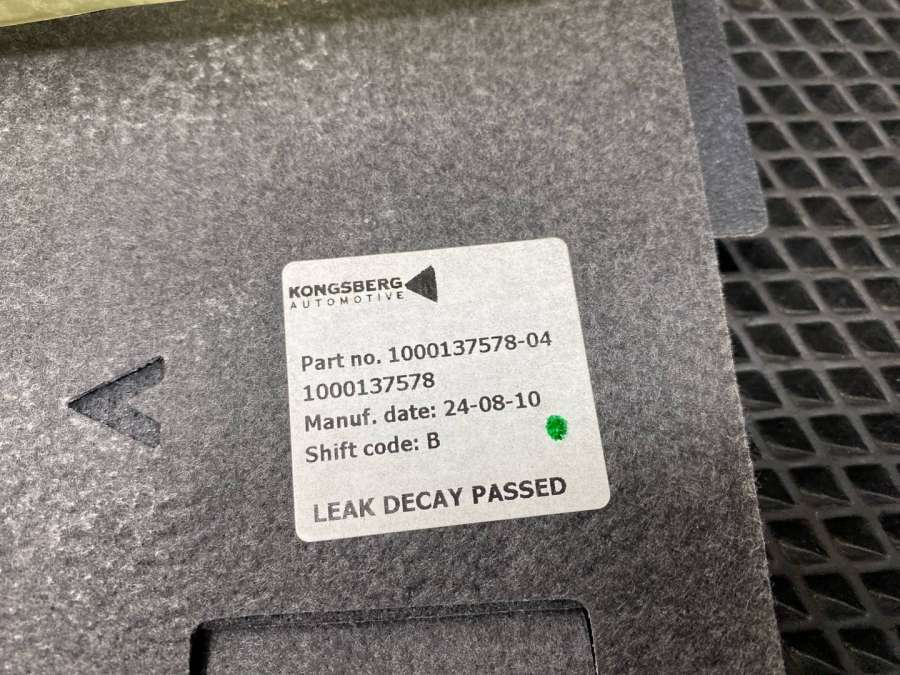 KONGSBERG
AUTOMOTIVE
Part no. 1000137578-04
1000137578
Manuf. date: 24-08-10
Shift code: B
LEAK DECAY PASSED